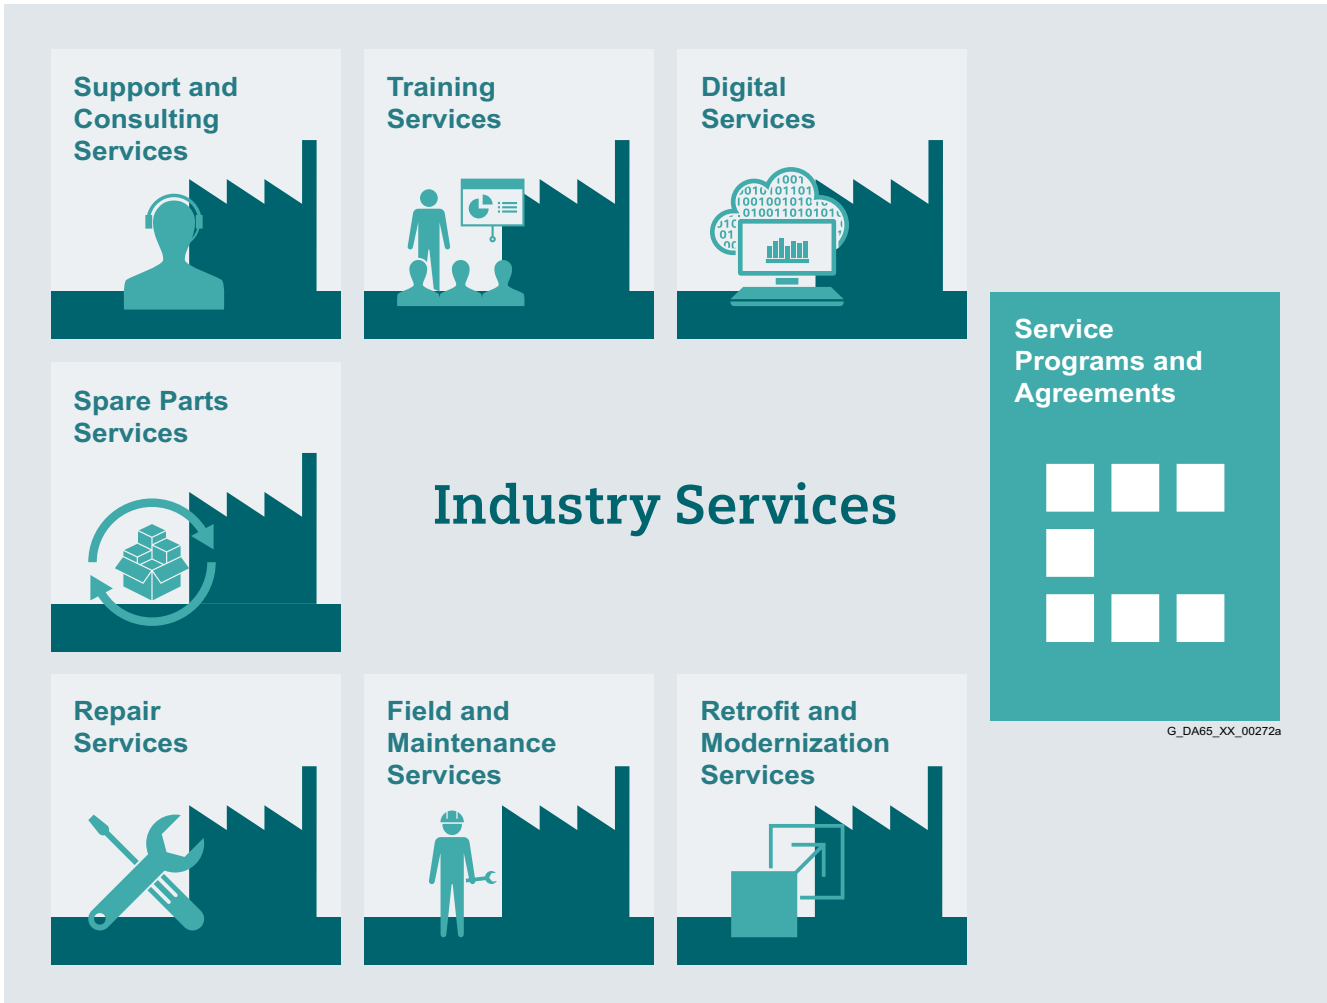 Support and
Consulting
Services
Training
Services
Digital
Services
Service
Programs and
Agreements
Spare Parts
Services
Industry Services
Repair
Services
Field and
Maintenance
Services
Retrofit and
Modernization
Services
G_DA65_XX_00272a